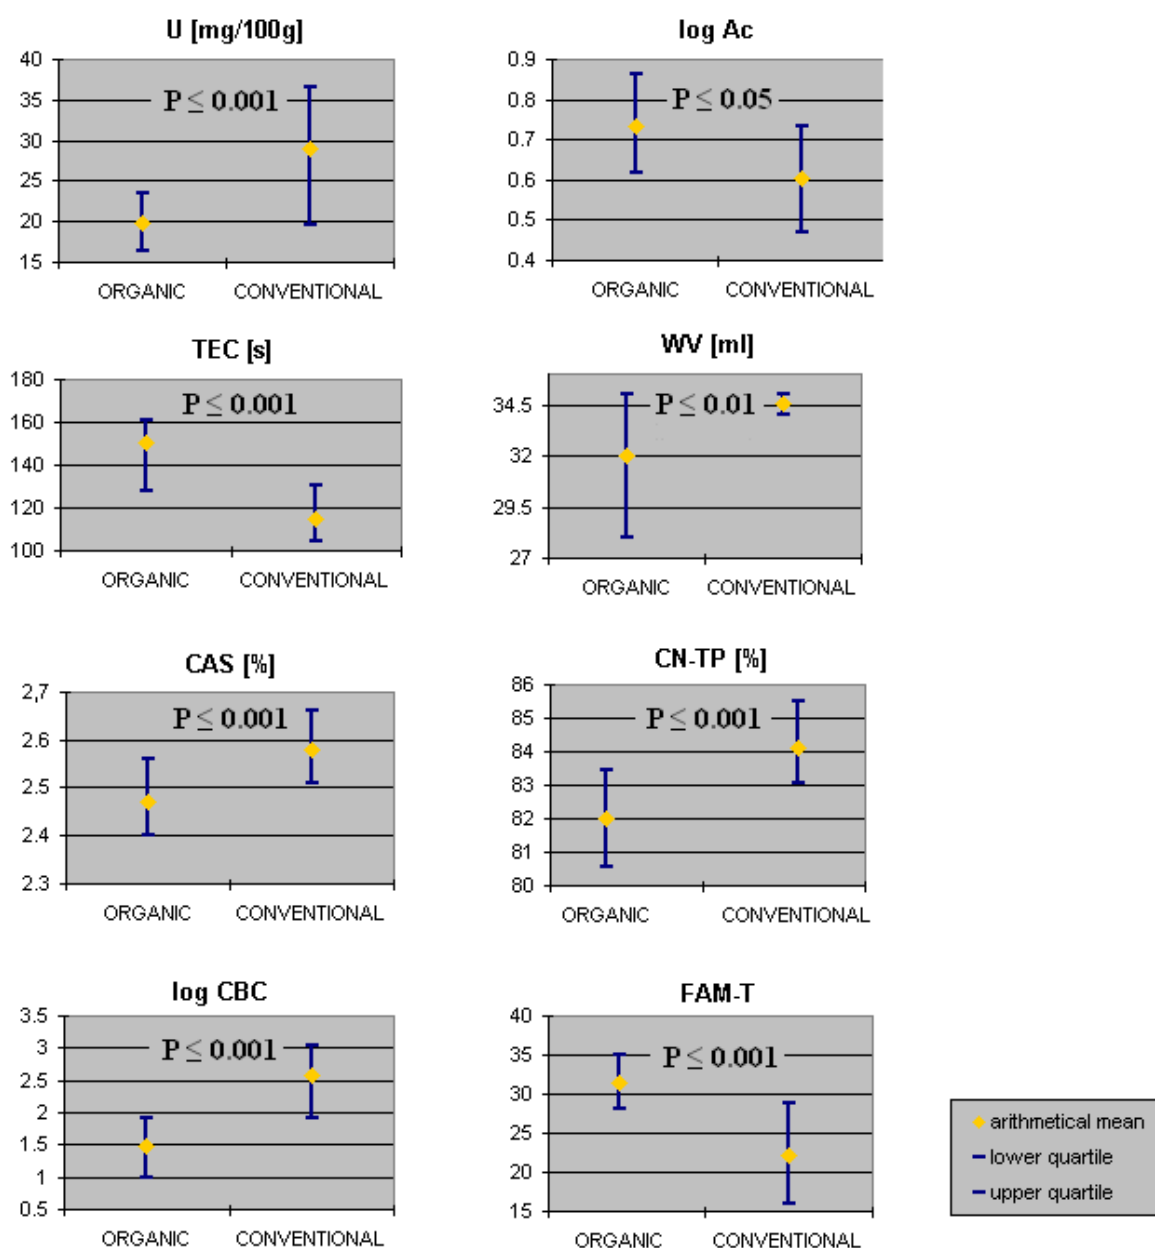 U [mg/100g]
40
35
30
25
20
15
P ≤ 0.001
ORGANIC CONVENTIONAL
log Ac
0.9
0.8
0.7
0.6
0.5
0.4
P ≤ 0.05
ORGANIC CONVENTIONAL
TEC [s]
180
160
140
120
100
P ≤ 0.001
ORGANIC CONVENTIONAL
WV [ml]
34.5
32
29.5
27
P ≤ 0.01
ORGANIC CONVENTIONAL
CAS [%]
2,7
2.6
2.5
2.4
2.3
P ≤ 0.001
ORGANIC CONVENTIONAL
CN-TP [%]
86
85
84
83
82
81
80
P ≤ 0.001
ORGANIC CONVENTIONAL
log CBC
3.5
3
2.5
2
1.5
1
0.5
P ≤ 0.001
ORGANIC CONVENTIONAL
FAM-T
40
35
30
25
20
15
P ≤ 0.001
ORGANIC CONVENTIONAL
arithmetical mean
lower quartile
upper quartile